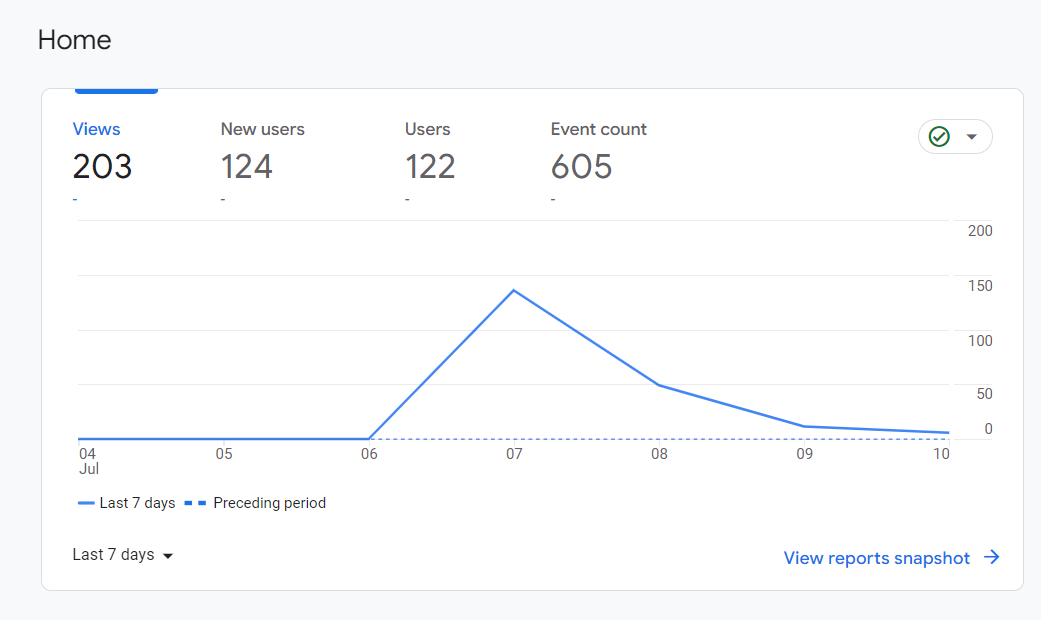 Home
Views New users Users Event count
203 124 122 605
- - - -
200
150
100
50
0
04 05 06 07 08 09 10
Jul
Last 7 days Preceding period
Last 7 days
View reports snapshot